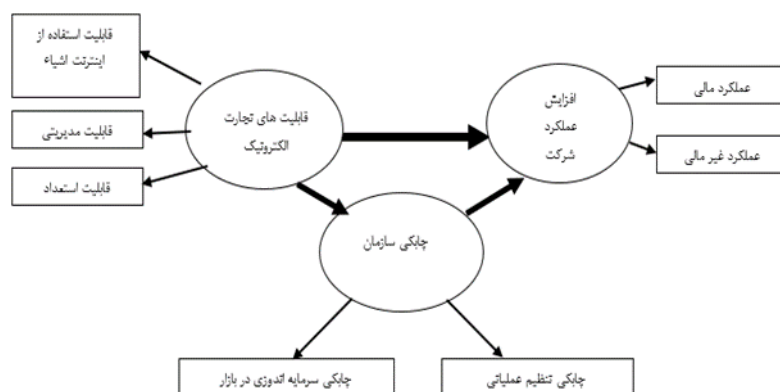 قابلیت استفاده از
اینترنت اشیاء
قابلیت مدیریتی
قابلیت استعداد
قابلیت های تجارت
الکترونیک
افزایش
عملکرد
شرکت
عملکرد مالی
عملکرد غیر مالی
چابکی سازمان
چابکی سرمایه اندوزی در بازار
چابکی تنظیم عملیاتی